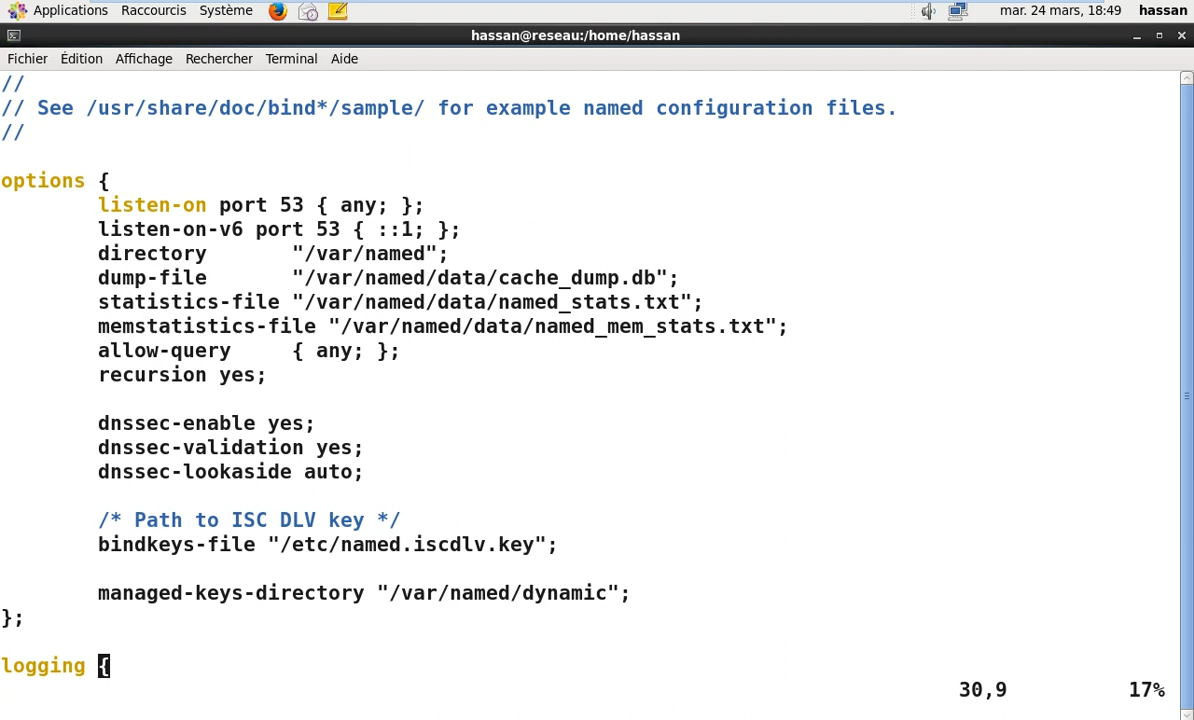 Applications Raccourcis Système mar. 24 mars, 18:49 hassan
hassan@reseau:/home/hassan
Fichier Édition Affichage Rechercher Terminal Aide
//
// See /usr/share/doc/bind*/sample/ for example named configuration files.
//
options {
listen-on port 53 { any; };
listen-on-v6 port 53 { ::1; };
directory "/var/named";
dump-file "/var/named/data/cache_dump.db";
statistics-file "/var/named/data/named_stats.txt";
memstatistics-file "/var/named/data/named_mem_stats.txt";
allow-query { any; };
recursion yes;
dnssec-enable yes;
dnssec-validation yes;
dnssec-lookaside auto;
/* Path to ISC DLV key */
bindkeys-file "/etc/named.iscdlv.key";
managed-keys-directory "/var/named/dynamic";
};
logging {
30,9 17%